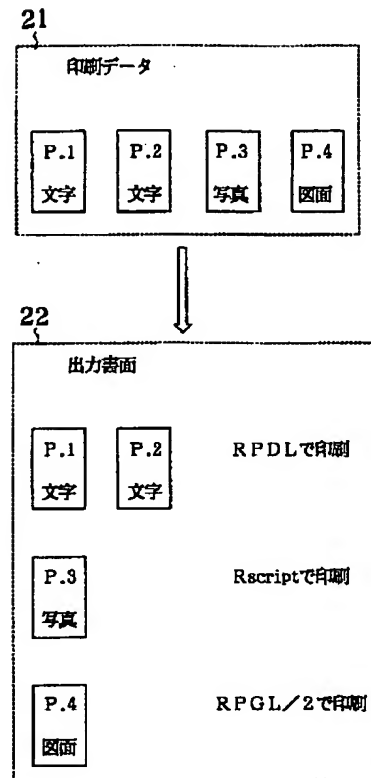 21
印刷データ
P.1 P.2 P.3 P.4
文字 文字 写真 図面
22
出力書面
P.1 P.2 RPDLで印刷
文字 文字
P.3 Rscriptで印刷
写真
P.4 RPGL/2で印刷
図面